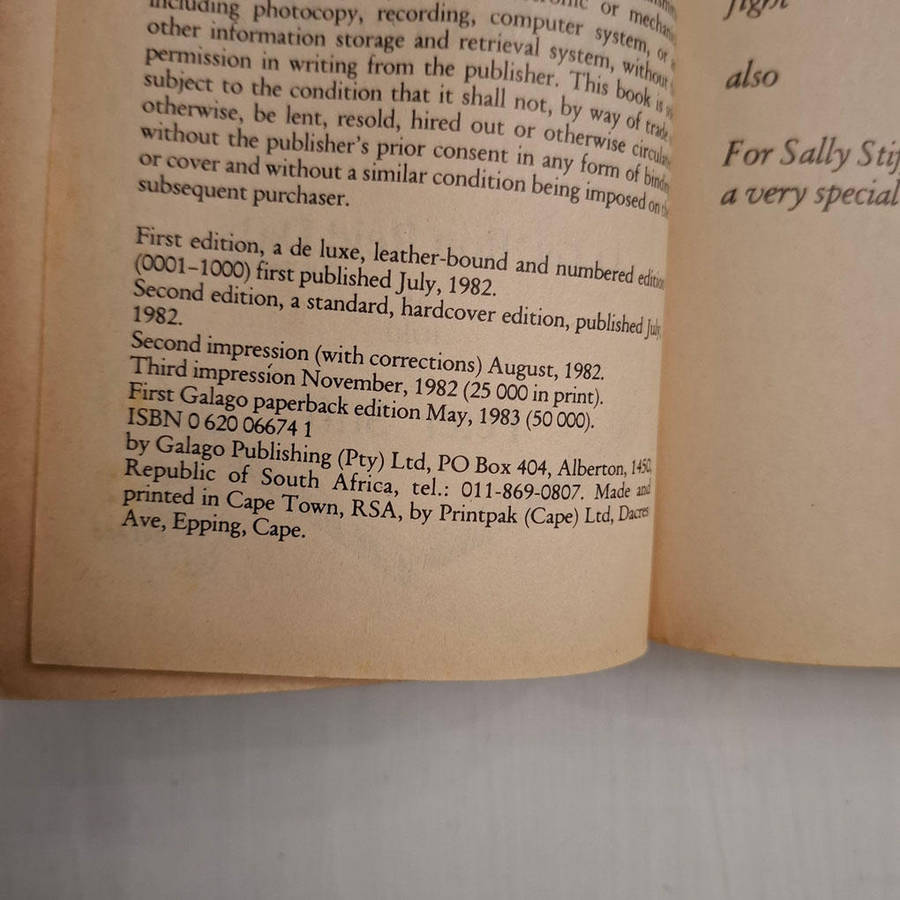 including photocopy, recording, computer system, or
other information storage and retrieval system, without
permission in writing from the publisher. This book is
subject to the condition that it shall not, by way of trade
otherwise, be lent, resold, hired out or otherwise
without the publisher's prior consent in any form of
or cover and without a similar condition being imposed on
subsequent purchaser.
First edition, a de luxe, leather-bound and numbered edition
(0001–1000) first published July, 1982.
Second edition, a standard, hardcover edition, published July,
1982.
Second impression (with corrections) August, 1982.
Third impression November, 1982 (25 000 in print).
First Galago paperback edition May, 1983 (50 000).
ISBN 0 620 06674 1
by Galago Publishing (Pty) Ltd, PO Box 404, Alberton, 1450,
Republic of South Africa, tel.: 011-869-0807. Made and
printed in Cape Town, RSA, by Printpak (Cape) Ltd, Dacres
Ave, Epping, Cape.
fight
also
For Sally
a very special